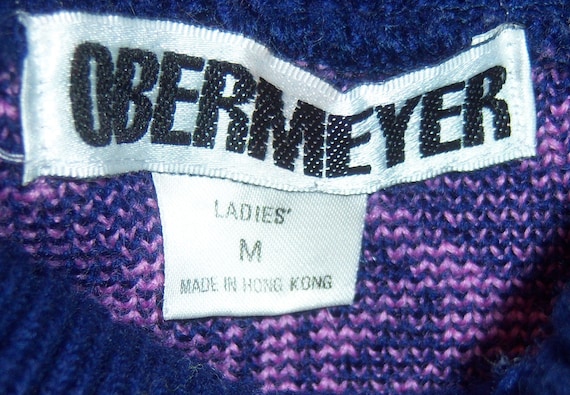 OBERMEYER
LADIES'
M
MADE IN HONG KONG